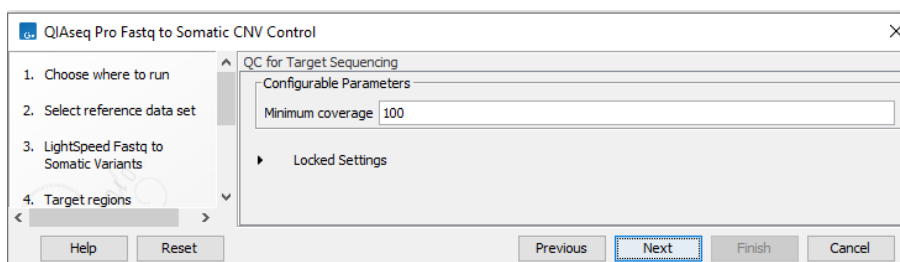 QIAseq Pro Fastq to Somatic CNV Control
1. Choose where to run
2. Select reference data set
3. LightSpeed Fastq to
Somatic Variants
4. Target regions
QC for Target Sequencing
Configurable Parameters
Minimum coverage 100
Locked Settings
Help
Reset
Previous
Next
Finish
Cancel